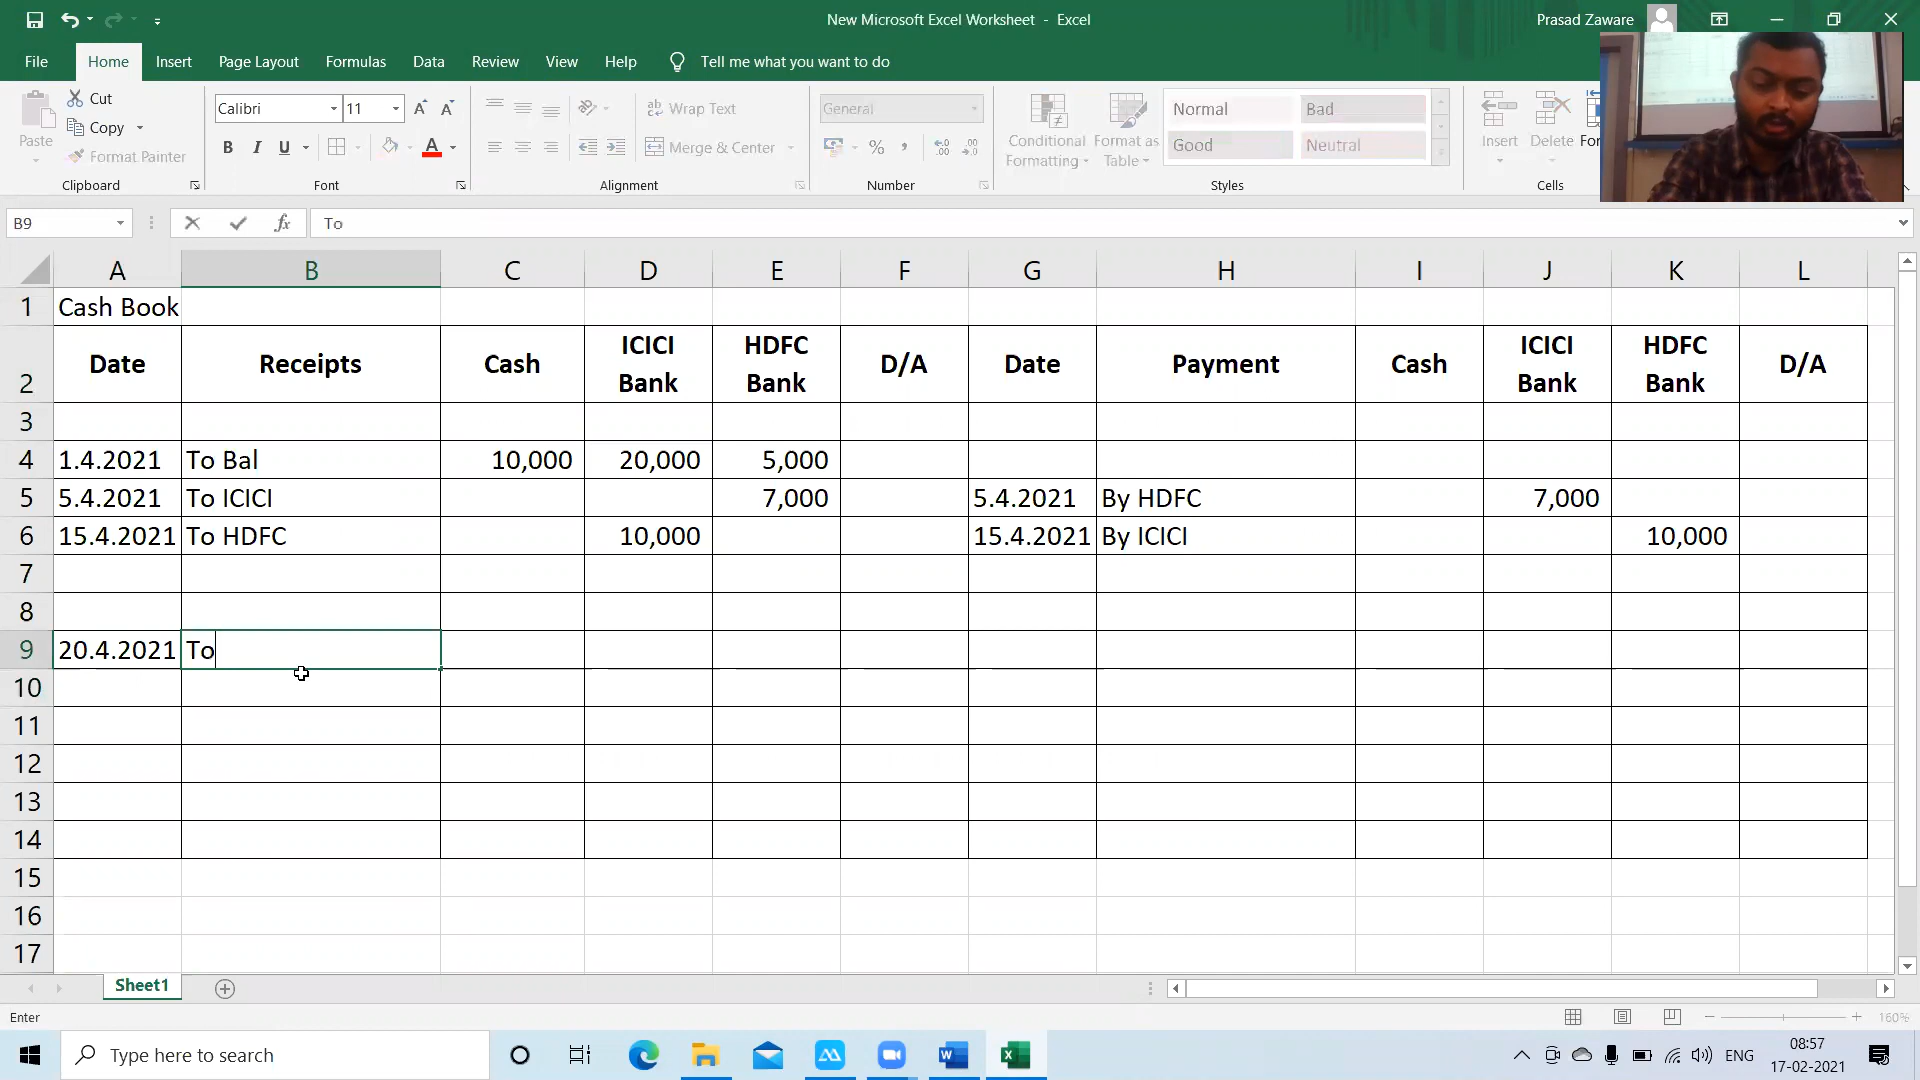 New Microsoft Excel Worksheet - Excel
Prasad Zaware
File Home Insert Page Layout Formulas Data Review View Help Tell me what you want to do
Paste
Cut
Copy
Format Painter
Clipboard
Calibri 11
B I U A
Font
ab Wrap Text
Merge & Center
Alignment
General
% ,
Number
Conditional Formatting
Format as Table
Normal Bad
Good Neutral
Styles
Insert Delete For
Cells
B9 fx To
A B C D E F G H I J K L
1 Cash Book
2 Date Receipts Cash ICICI Bank HDFC Bank D/A Date Payment Cash ICICI Bank HDFC Bank D/A
3
4 1.4.2021 To Bal 10,000 20,000 5,000
5 5.4.2021 To ICICI 7,000 5.4.2021 By HDFC 7,000
6 15.4.2021 To HDFC 10,000 15.4.2021 By ICICI 10,000
7
8
9 20.4.2021 To
10
11
12
13
14
15
16
17
Sheet1
Enter
160%
Type here to search
ENG
08:57
17-02-2021